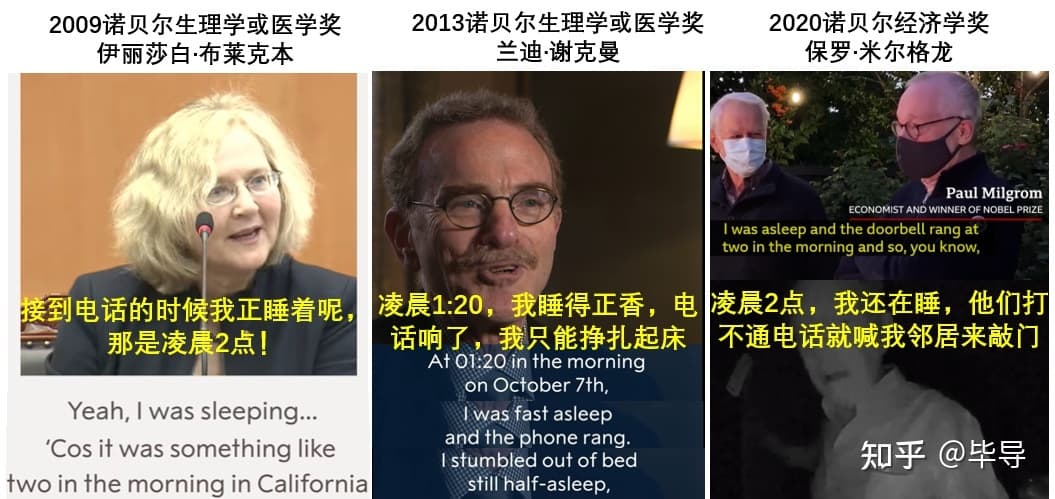 2009诺贝尔生理学或医学奖
伊丽莎白·布莱克本
接到电话的时候我正睡着呢，
那是凌晨2点！
Yeah, I was sleeping...
‘Cos it was something like
two in the morning in California
2013诺贝尔生理学或医学奖
兰迪·谢克曼
凌晨1:20，我睡得正香，电
话响了，我只能挣扎起床
At 01:20 in the morning
on October 7th,
I was fast asleep
and the phone rang.
I stumbled out of bed
still half-asleep,
2020诺贝尔经济学奖
保罗·米尔格龙
Paul Milgrom
ECONOMIST AND WINNER OF NOBEL PRIZE
I was asleep and the doorbell rang at
two in the morning and so, you know,
凌晨2点，我还在睡，他们打
不通电话就喊我邻居来敲门
知乎 @毕导